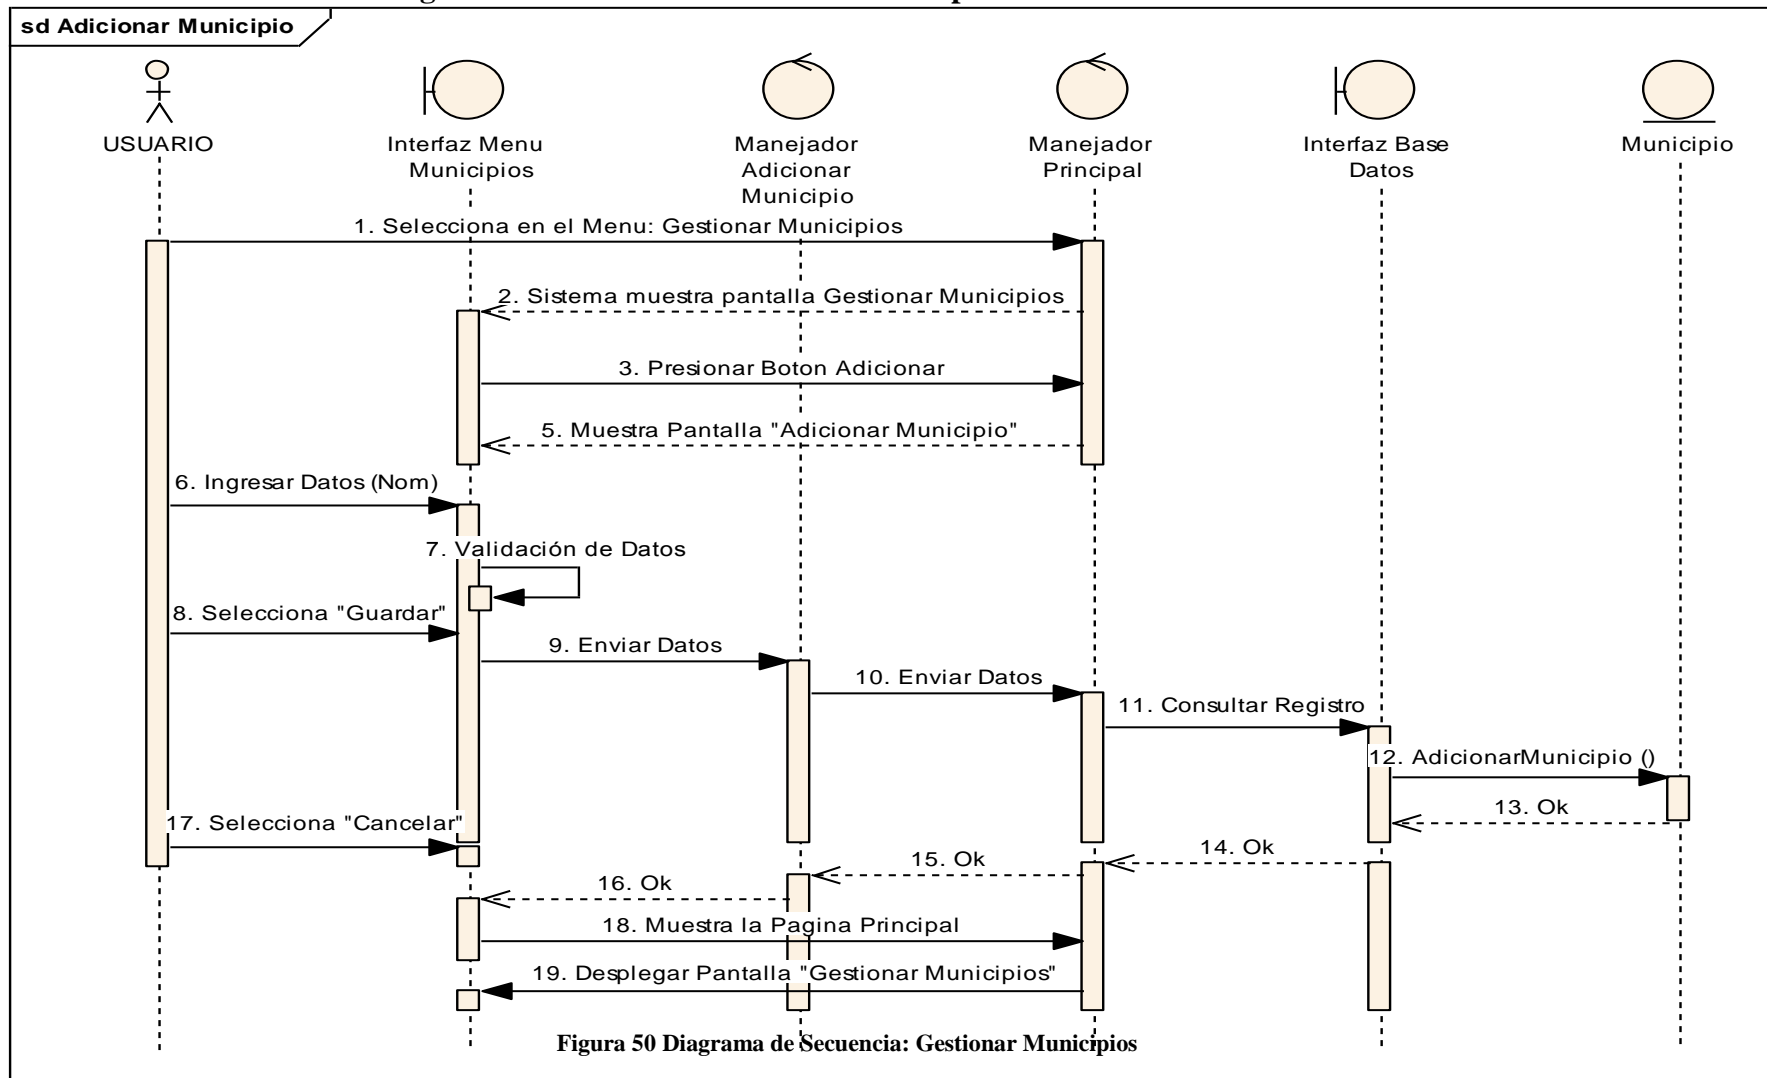 sd Adicionar Municipio
USUARIO
Interfaz Menu
Municipios
Manejador
Adicionar
Municipio
Manejador
Principal
Interfaz Base
Datos
Municipio
1. Selecciona en el Menu: Gestionar Municipios
2. Sistema muestra pantalla Gestionar Municipios
3. Presionar Boton Adicionar
5. Muestra Pantalla "Adicionar Municipio"
6. Ingresar Datos (Nom)
7. Validación de Datos
8. Selecciona "Guardar"
9. Enviar Datos
10. Enviar Datos
11. Consultar Registro
12. AdicionarMunicipio ()
13. Ok
17. Selecciona "Cancelar"
14. Ok
15. Ok
16. Ok
18. Muestra la Pagina Principal
19. Desplegar Pantalla "Gestionar Municipios"
Figura 50 Diagrama de Secuencia: Gestionar Municipios